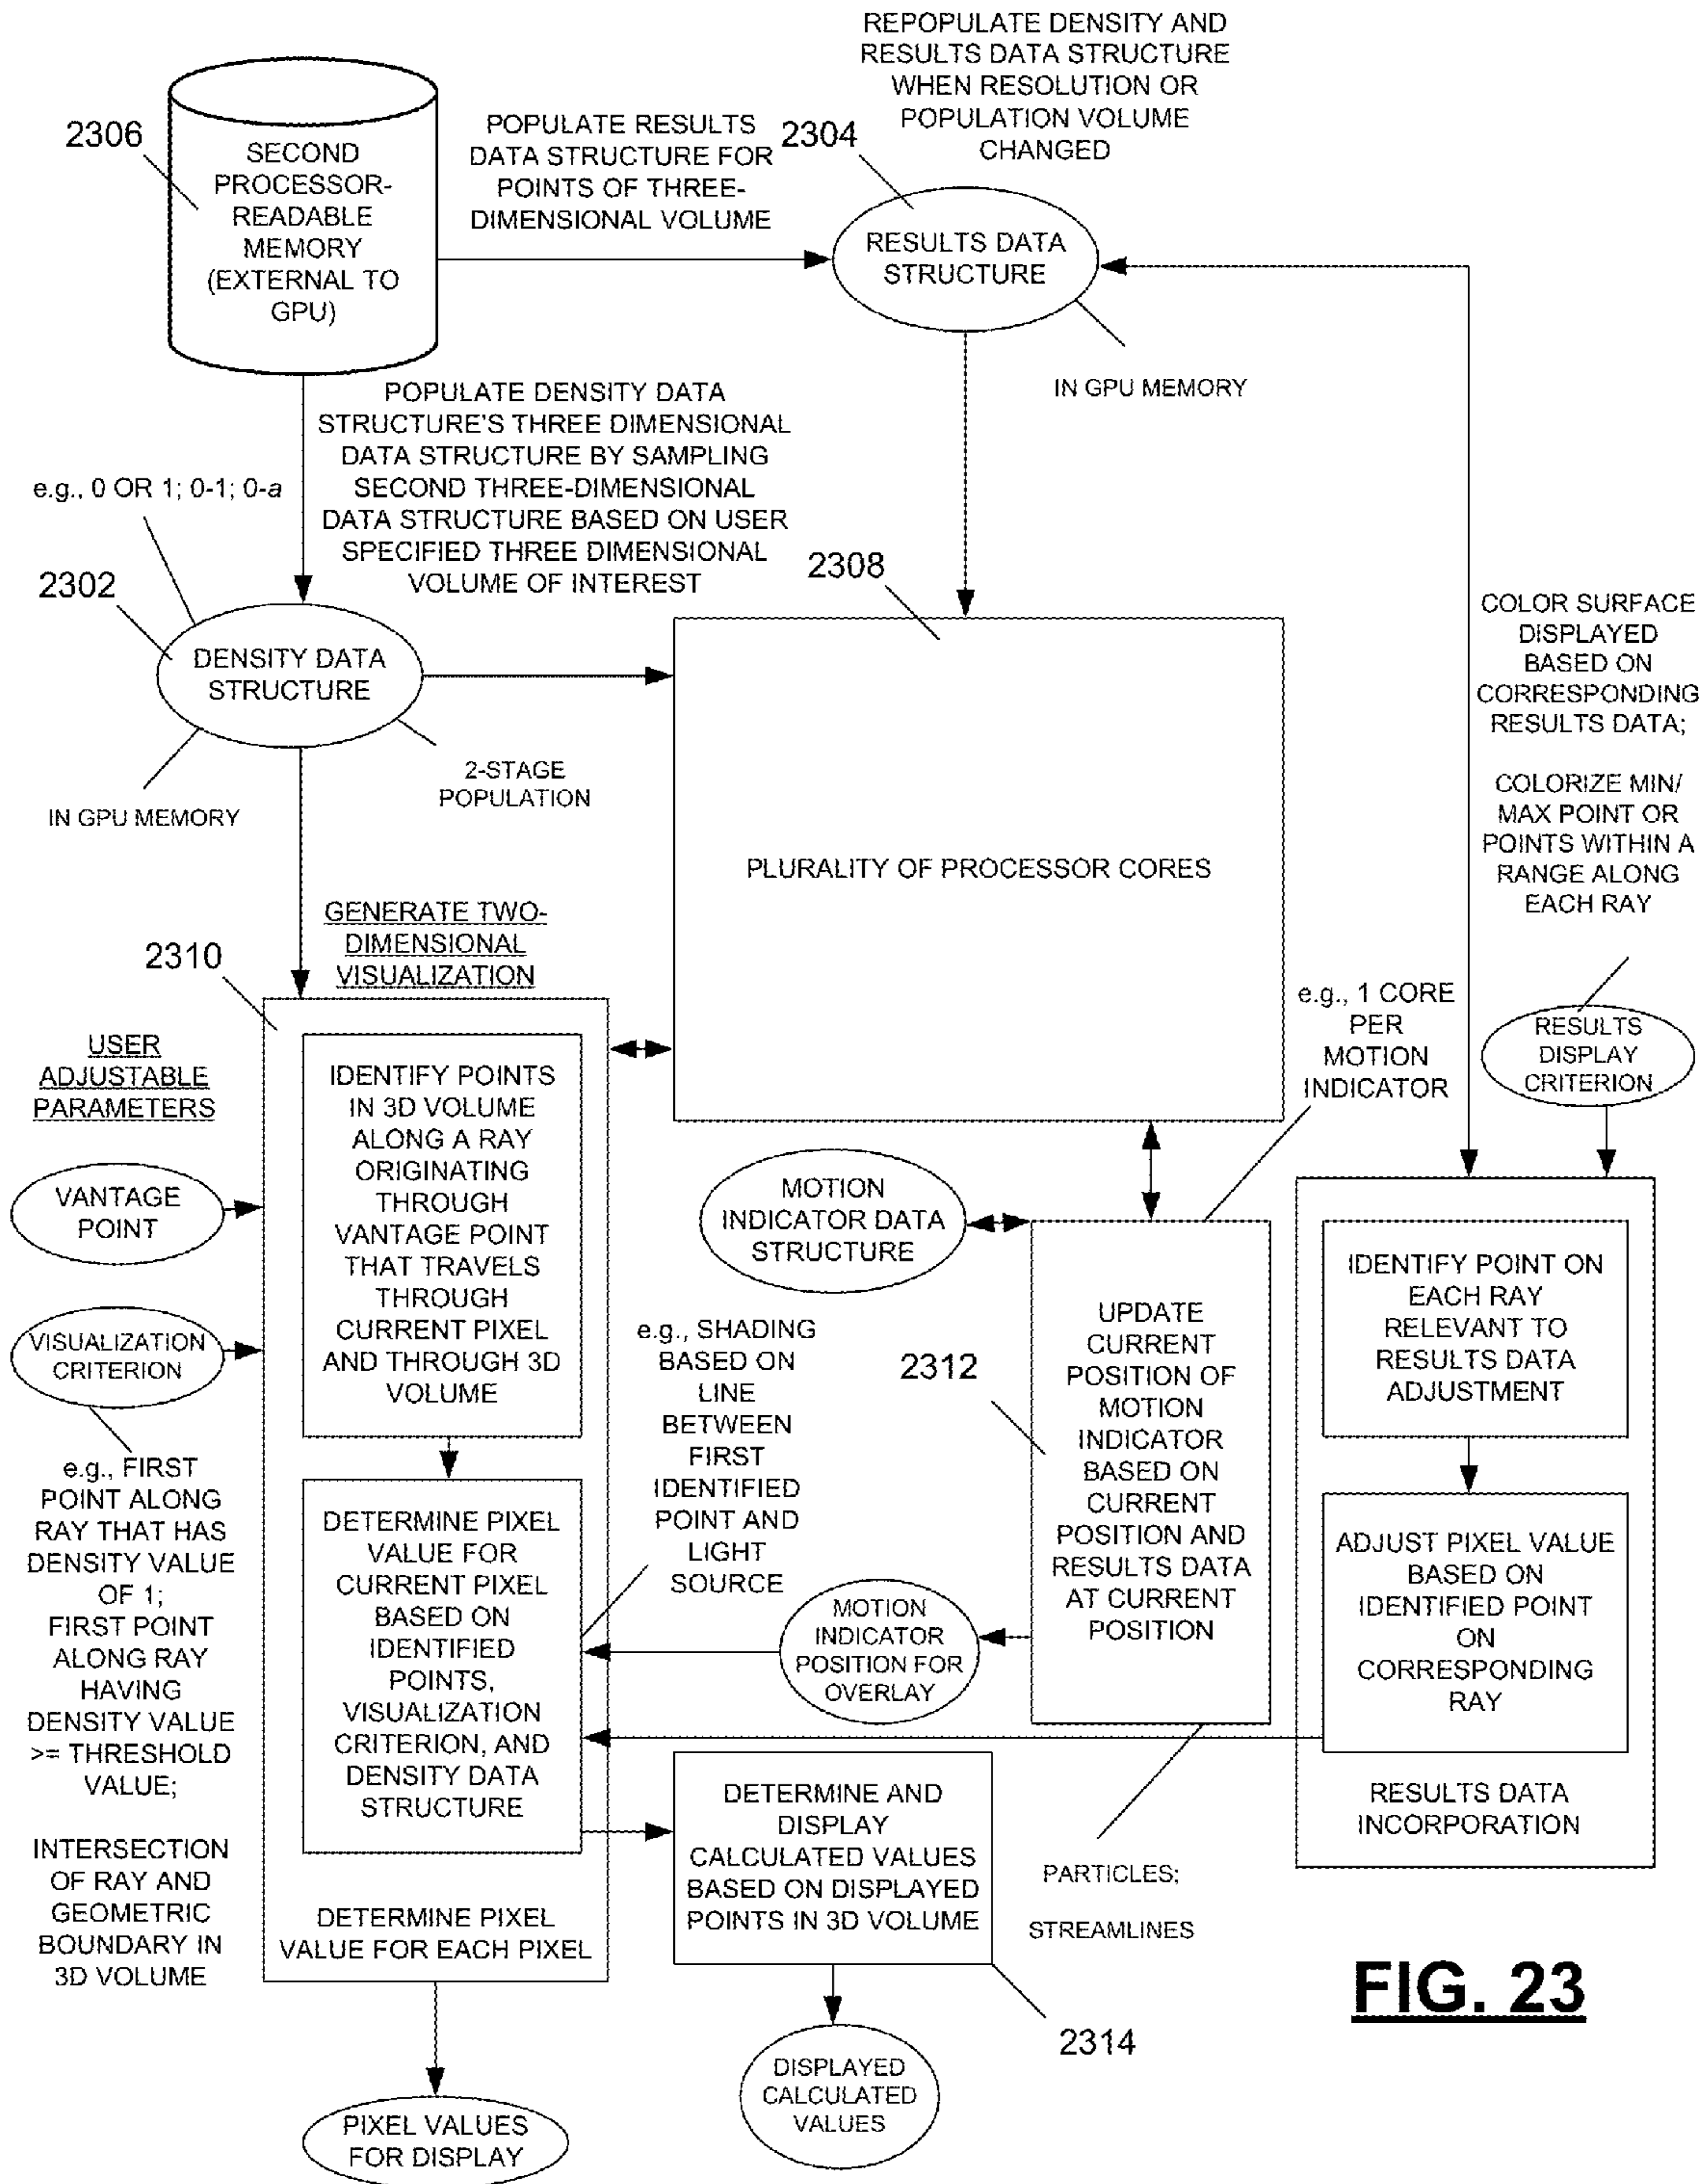 REPOPULATE DENSITY AND
RESULTS DATA STRUCTURE
WHEN RESOLUTION OR
POPULATION VOLUME
CHANGED
2306
SECOND
PROCESSOR-
READABLE
MEMORY
(EXTERNAL TO
GPU)
POPULATE RESULTS
DATA STRUCTURE FOR
POINTS OF THREE-
DIMENSIONAL VOLUME
2304
RESULTS DATA
STRUCTURE
IN GPU MEMORY
POPULATE DENSITY DATA
STRUCTURE'S THREE DIMENSIONAL
DATA STRUCTURE BY SAMPLING
SECOND THREE-DIMENSIONAL
DATA STRUCTURE BASED ON USER
SPECIFIED THREE DIMENSIONAL
VOLUME OF INTEREST
e.g., 0 OR 1; 0-1; 0-a
2302
DENSITY DATA
STRUCTURE
IN GPU MEMORY
2-STAGE
POPULATION
2308
PLURALITY OF PROCESSOR CORES
COLOR SURFACE
DISPLAYED
BASED ON
CORRESPONDING
RESULTS DATA;
COLORIZE MIN/
MAX POINT OR
POINTS WITHIN A
RANGE ALONG
EACH RAY
RESULTS
DISPLAY
CRITERION
GENERATE TWO-
DIMENSIONAL
VISUALIZATION
2310
USER
ADJUSTABLE
PARAMETERS
VANTAGE
POINT
VISUALIZATION
CRITERION
e.g., FIRST
POINT ALONG
RAY THAT HAS
DENSITY VALUE
OF 1;
FIRST POINT
ALONG RAY
HAVING
DENSITY VALUE
>= THRESHOLD
VALUE;
INTERSECTION
OF RAY AND
GEOMETRIC
BOUNDARY IN
3D VOLUME
IDENTIFY POINTS
IN 3D VOLUME
ALONG A RAY
ORIGINATING
THROUGH
VANTAGE POINT
THAT TRAVELS
THROUGH
CURRENT PIXEL
AND THROUGH 3D
VOLUME
DETERMINE PIXEL
VALUE FOR
CURRENT PIXEL
BASED ON
IDENTIFIED
POINTS,
VISUALIZATION
CRITERION, AND
DENSITY DATA
STRUCTURE
DETERMINE PIXEL
VALUE FOR EACH PIXEL
PIXEL VALUES
FOR DISPLAY
e.g., SHADING
BASED ON
LINE
BETWEEN
FIRST
IDENTIFIED
POINT AND
LIGHT
SOURCE
e.g., 1 CORE
PER
MOTION
INDICATOR
MOTION
INDICATOR DATA
STRUCTURE
2312
UPDATE
CURRENT
POSITION OF
MOTION
INDICATOR
BASED ON
CURRENT
POSITION AND
RESULTS DATA
AT CURRENT
POSITION
MOTION
INDICATOR
POSITION FOR
OVERLAY
PARTICLES;
STREAMLINES
IDENTIFY POINT ON
EACH RAY
RELEVANT TO
RESULTS DATA
ADJUSTMENT
ADJUST PIXEL VALUE
BASED ON
IDENTIFIED POINT
ON
CORRESPONDING
RAY
RESULTS DATA
INCORPORATION
DETERMINE AND
DISPLAY
CALCULATED VALUES
BASED ON DISPLAYED
POINTS IN 3D VOLUME
2314
DISPLAYED
CALCULATED
VALUES
FIG. 23